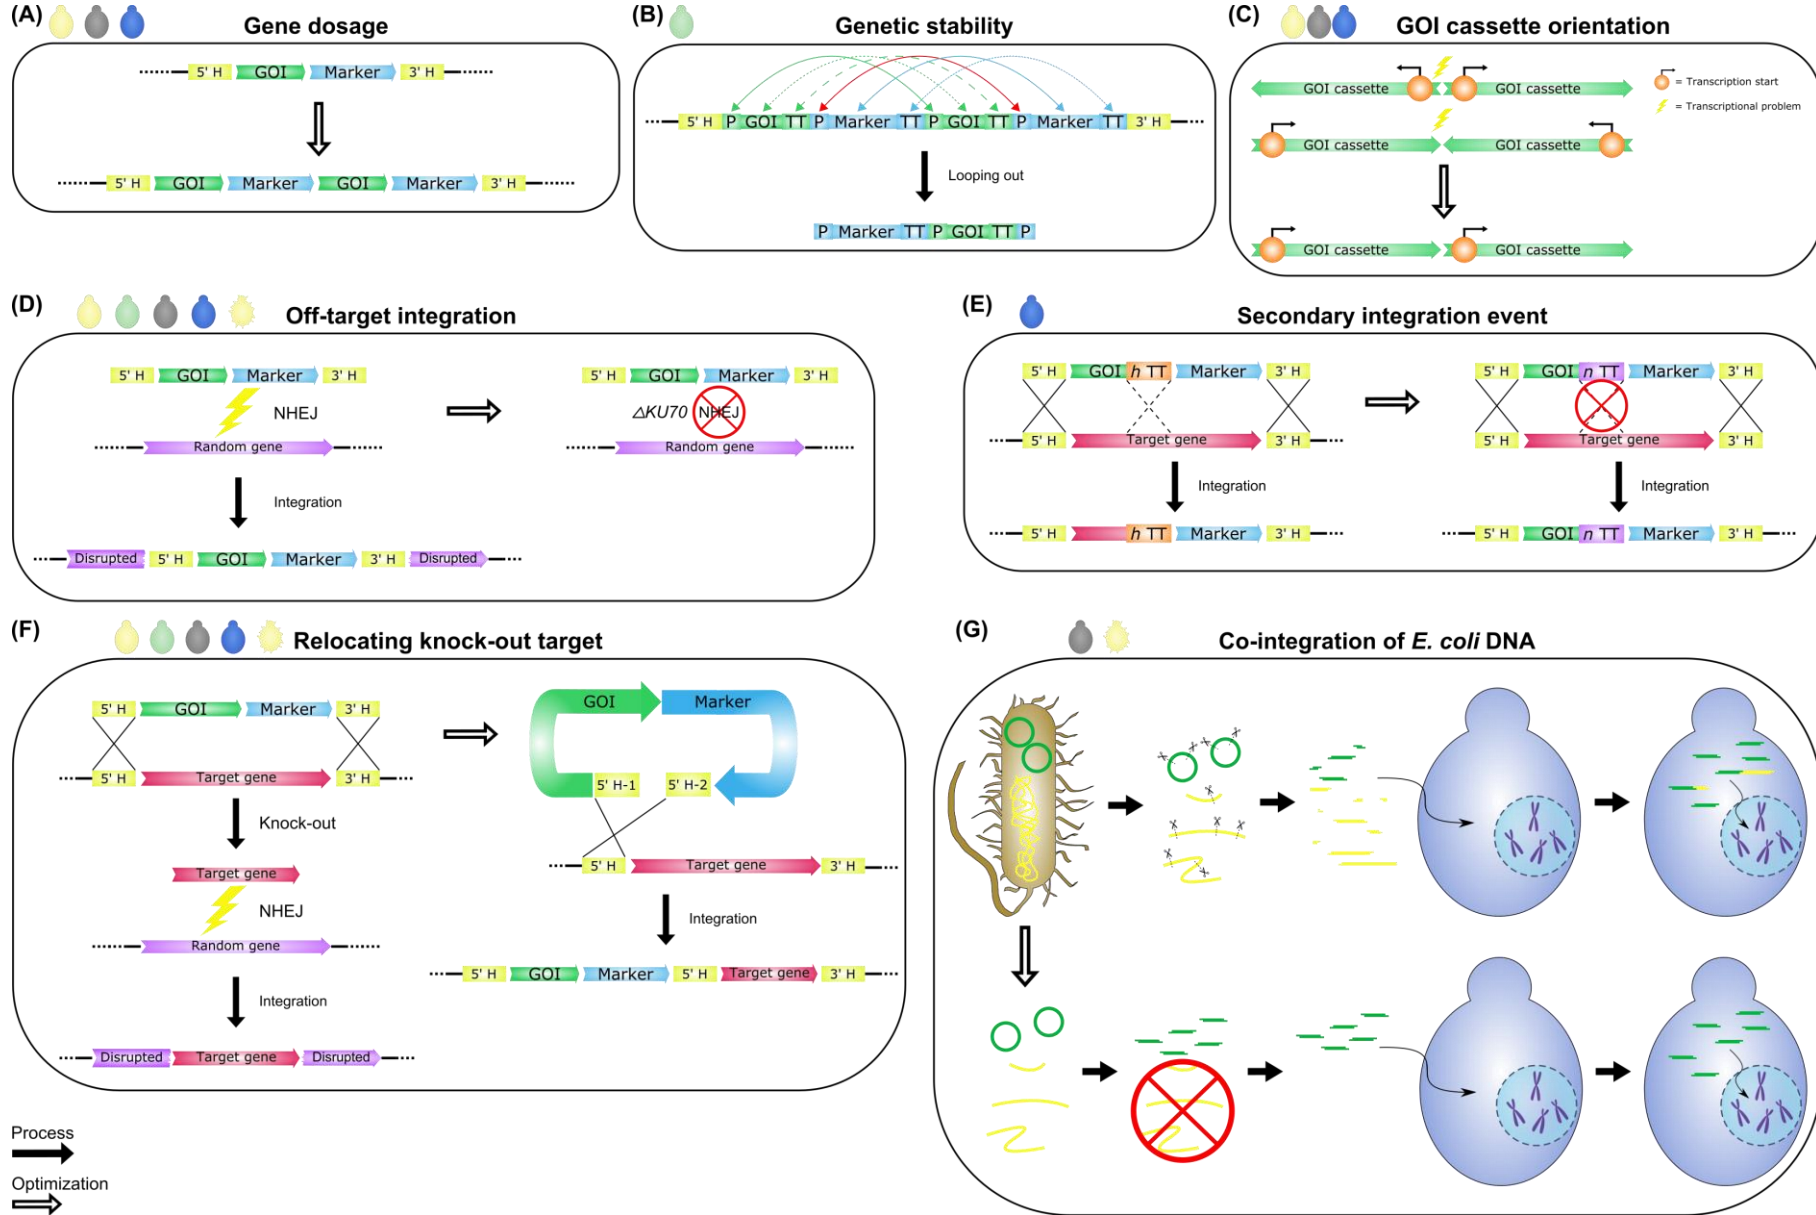 (A) Gene dosage
5' H GOI Marker 3' H
5' H GOI Marker GOI Marker 3' H
(B) Genetic stability
5' H P GOI TT P Marker TT P GOI TT P Marker TT 3' H
Looping out
P Marker TT P GOI TT P
(C) GOI cassette orientation
GOI cassette GOI cassette
= Transcription start
= Transcriptional problem
GOI cassette GOI cassette
GOI cassette GOI cassette
(D) Off-target integration
5' H GOI Marker 3' H
NHEJ
Random gene
Integration
Disrupted 5' H GOI Marker 3' H Disrupted
5' H GOI Marker 3' H
ΔKU70 NHEJ
Random gene
(E) Secondary integration event
5' H GOI h TT Marker 3' H
5' H Target gene 3' H
Integration
5' H h TT Marker 3' H
5' H GOI n TT Marker 3' H
5' H Target gene 3' H
Integration
5' H GOI n TT Marker 3' H
(F) Relocating knock-out target
5' H GOI Marker 3' H
5' H Target gene 3' H
Knock-out
Target gene
NHEJ
Random gene
Integration
Disrupted Target gene Disrupted
GOI Marker
5' H-1 5' H-2
5' H Target gene 3' H
Integration
5' H GOI Marker 5' H Target gene 3' H
(G) Co-integration of E. coli DNA
Process
Optimization